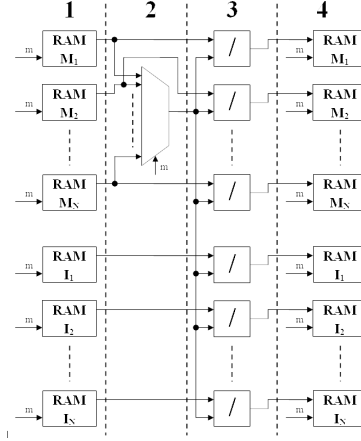 1 2 3 4
m RAM M1 / m RAM M1
m RAM M2 / m RAM M2
m
m RAM MN / m RAM MN
m RAM I1 / m RAM I1
m RAM I2 / m RAM I2
m RAM IN / m RAM IN